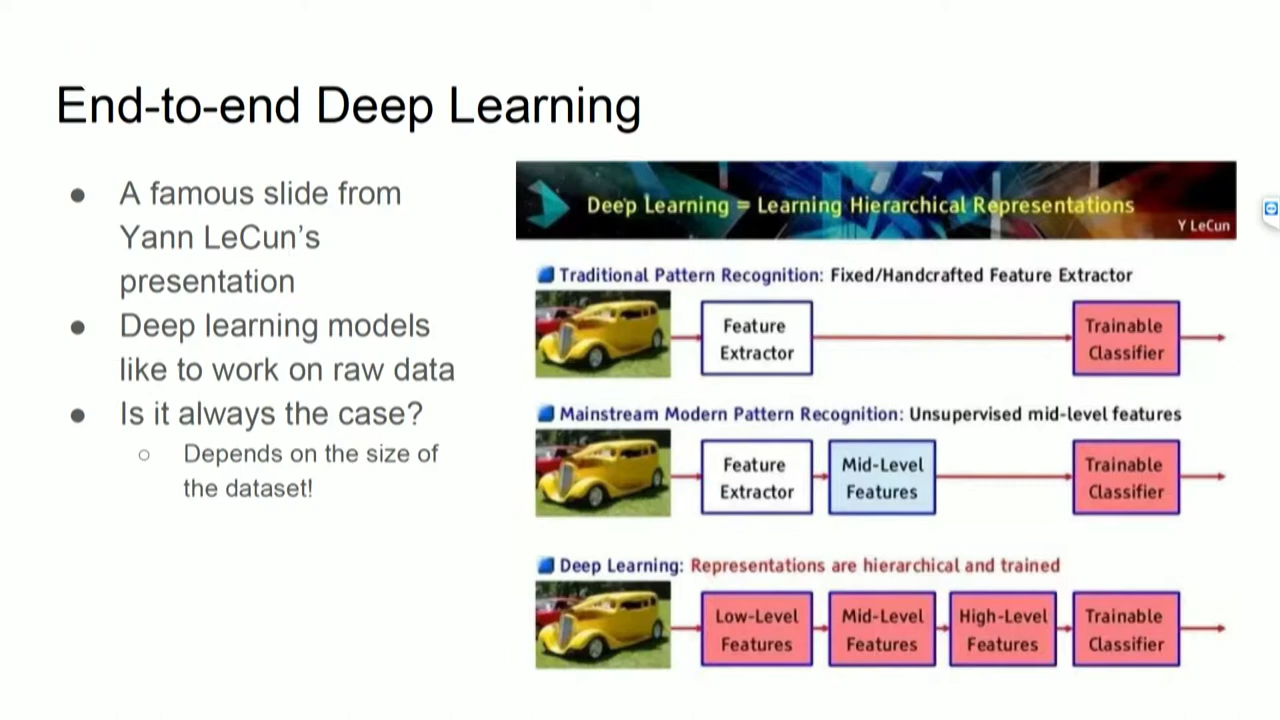 End-to-end Deep Learning
● A famous slide from
Yann LeCun's
presentation
● Deep learning models
like to work on raw data
● Is it always the case?
○ Depends on the size of
the dataset!
Deep Learning = Learning Hierarchical Representations
Y LeCun
Traditional Pattern Recognition: Fixed/Handcrafted Feature Extractor
Feature
Extractor
Trainable
Classifier
Mainstream Modern Pattern Recognition: Unsupervised mid-level features
Feature
Extractor
Mid-Level
Features
Trainable
Classifier
Deep Learning: Representations are hierarchical and trained
Low-Level
Features
Mid-Level
Features
High-Level
Features
Trainable
Classifier